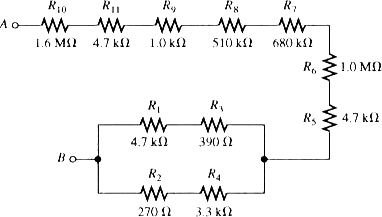 R10 R11 R9 R8 R7
A 1.6 MΩ 4.7 kΩ 1.0 kΩ 510 kΩ 680 kΩ
R6 1.0 MΩ
R5 4.7 kΩ
R1 R3
4.7 kΩ 390 Ω
B
R2 R4
270 Ω 3.3 kΩ